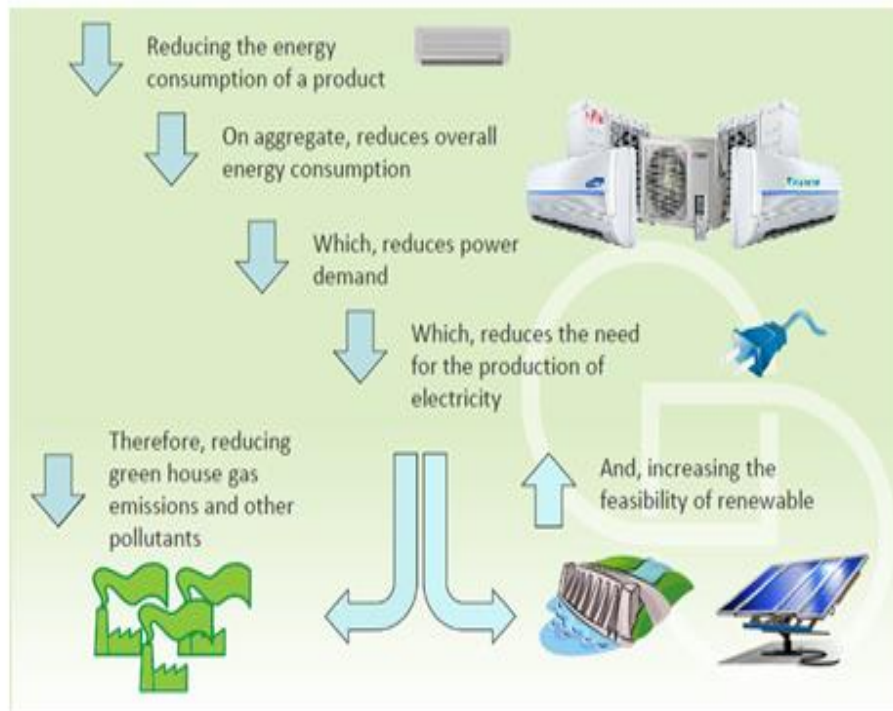 Reducing the energy
consumption of a product
On aggregate, reduces overall
energy consumption
Which, reduces power
demand
Which, reduces the need
for the production of
electricity
Therefore, reducing
green house gas
emissions and other
pollutants
And, increasing the
feasibility of renewable